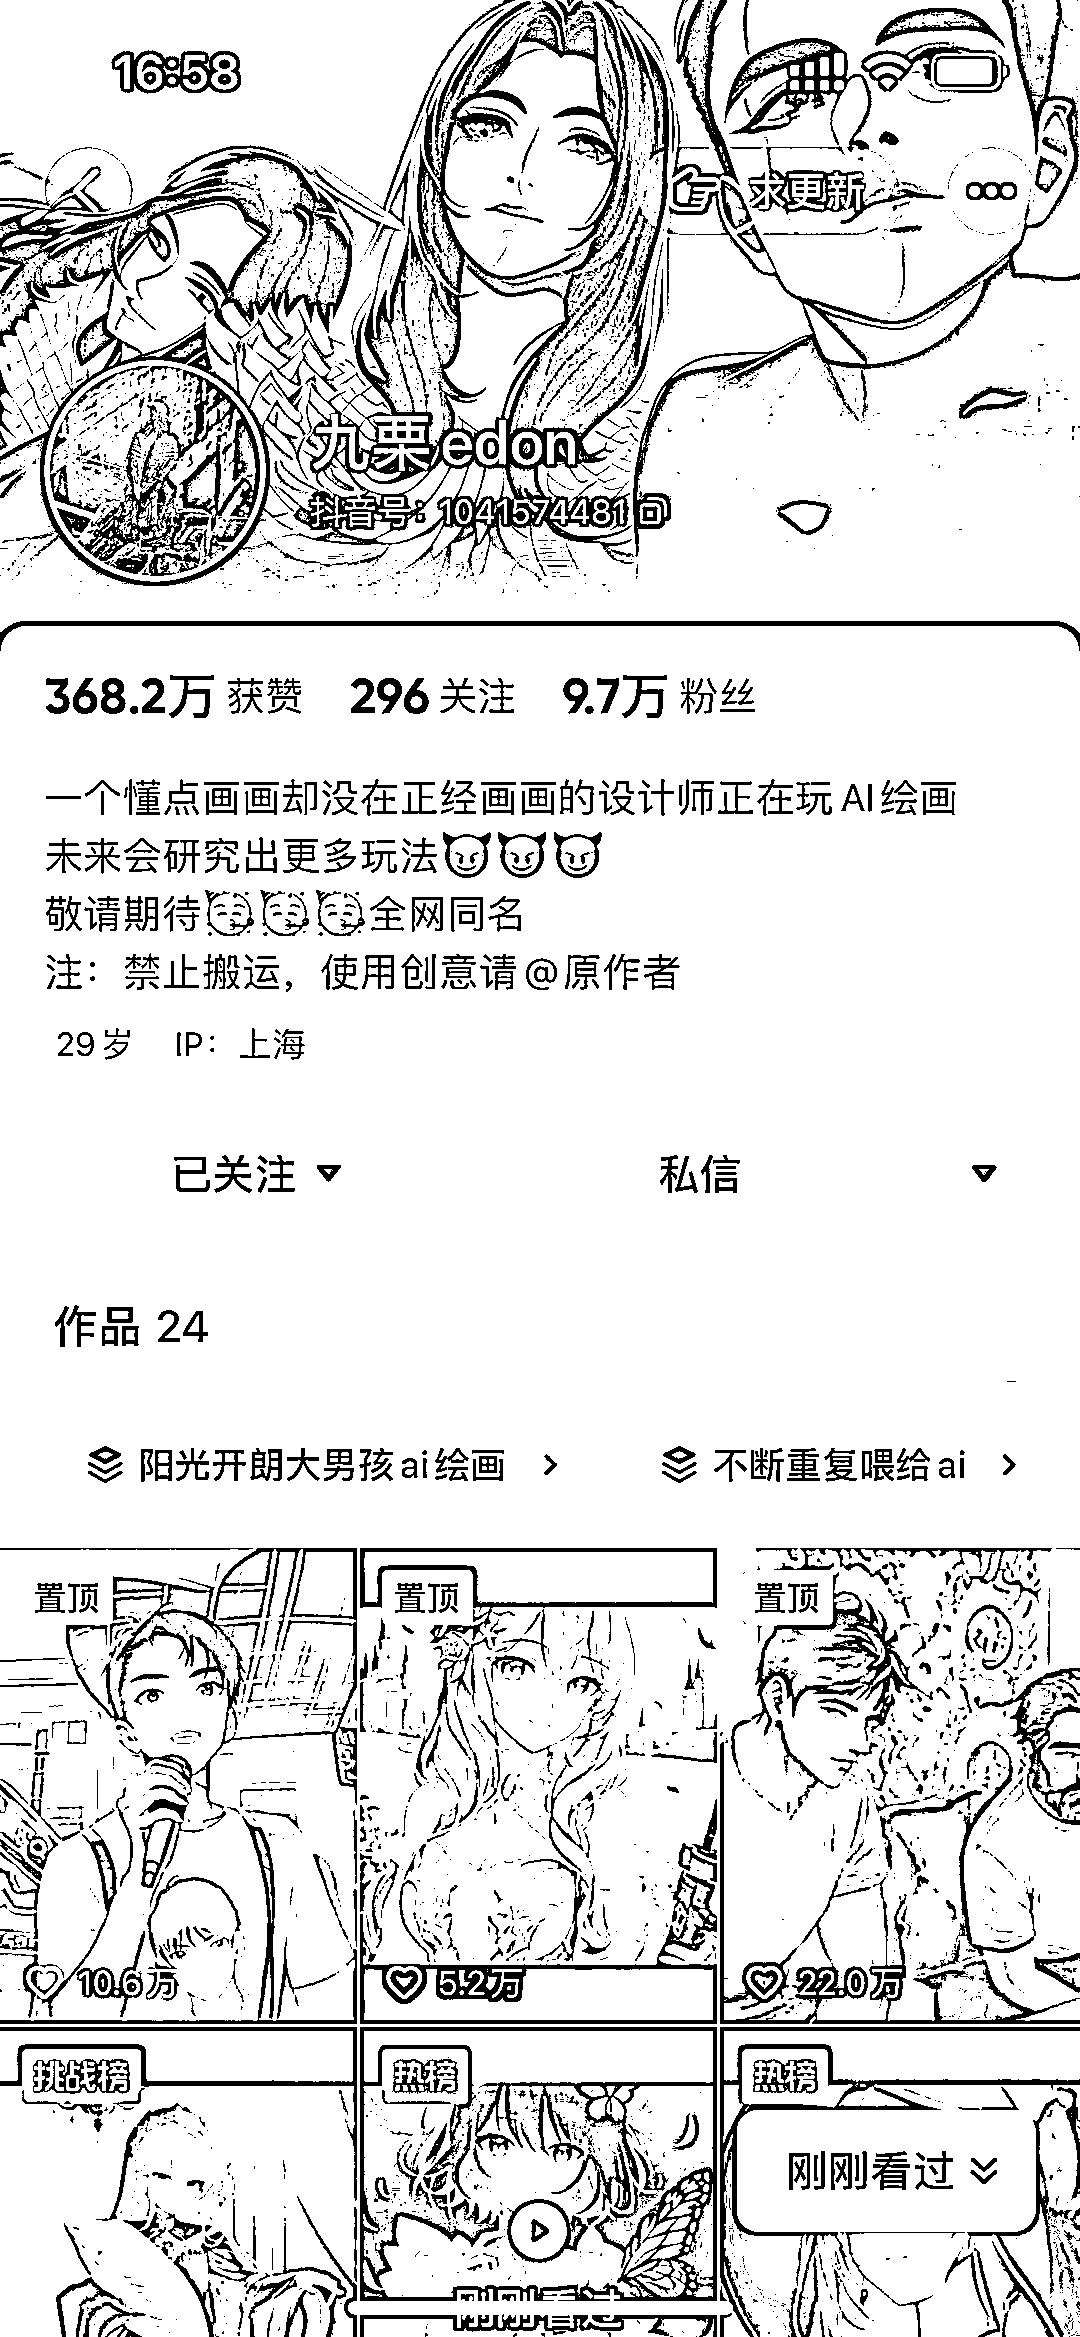 16:58
求更新
九栗edon
抖音号：1041574481
368.2万 获赞 296 关注 9.7万 粉丝
一个懂点画画却没在正经画画的设计师正在玩AI绘画
未来会研究出更多玩法😈😈😈
敬请期待🥳🥳🥳全网同名
注：禁止搬运，使用创意请@原作者
29岁 IP：上海
已关注 私信
作品 24
阳光开朗大男孩ai绘画 不断重复喂给ai
置顶 置顶 置顶
10.6万 5.2万 22.0万
挑战榜 热榜 热榜
刚刚看过
刚刚看过